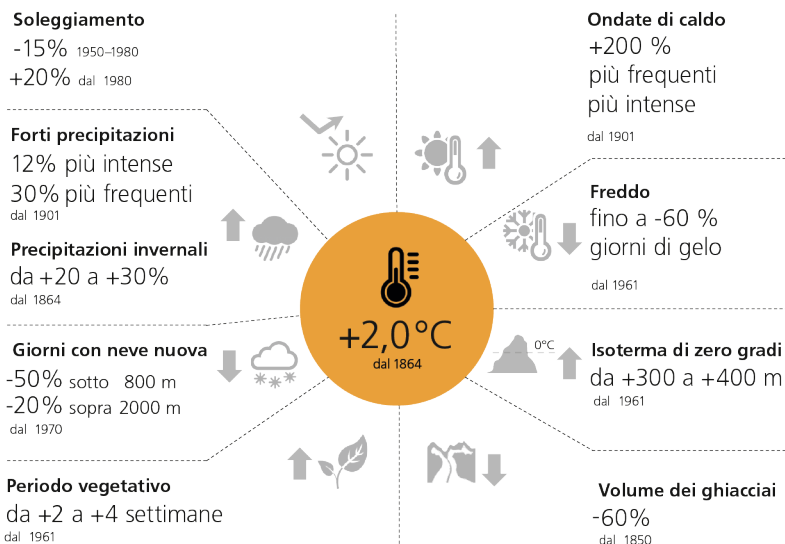 Soleggiamento
-15% 1950–1980
+20% dal 1980
Forti precipitazioni
12% più intense
30% più frequenti
dal 1901
Precipitazioni invernali
da +20 a +30%
dal 1864
Giorni con neve nuova
-50% sotto 800 m
-20% sopra 2000 m
dal 1970
Periodo vegetativo
da +2 a +4 settimane
dal 1961
+2,0°C
dal 1864
Ondate di caldo
+200 %
più frequenti
più intense
dal 1901
Freddo
fino a -60 %
giorni di gelo
dal 1961
0°C
Isoterma di zero gradi
da +300 a +400 m
dal 1961
Volume dei ghiacciai
-60%
dal 1850